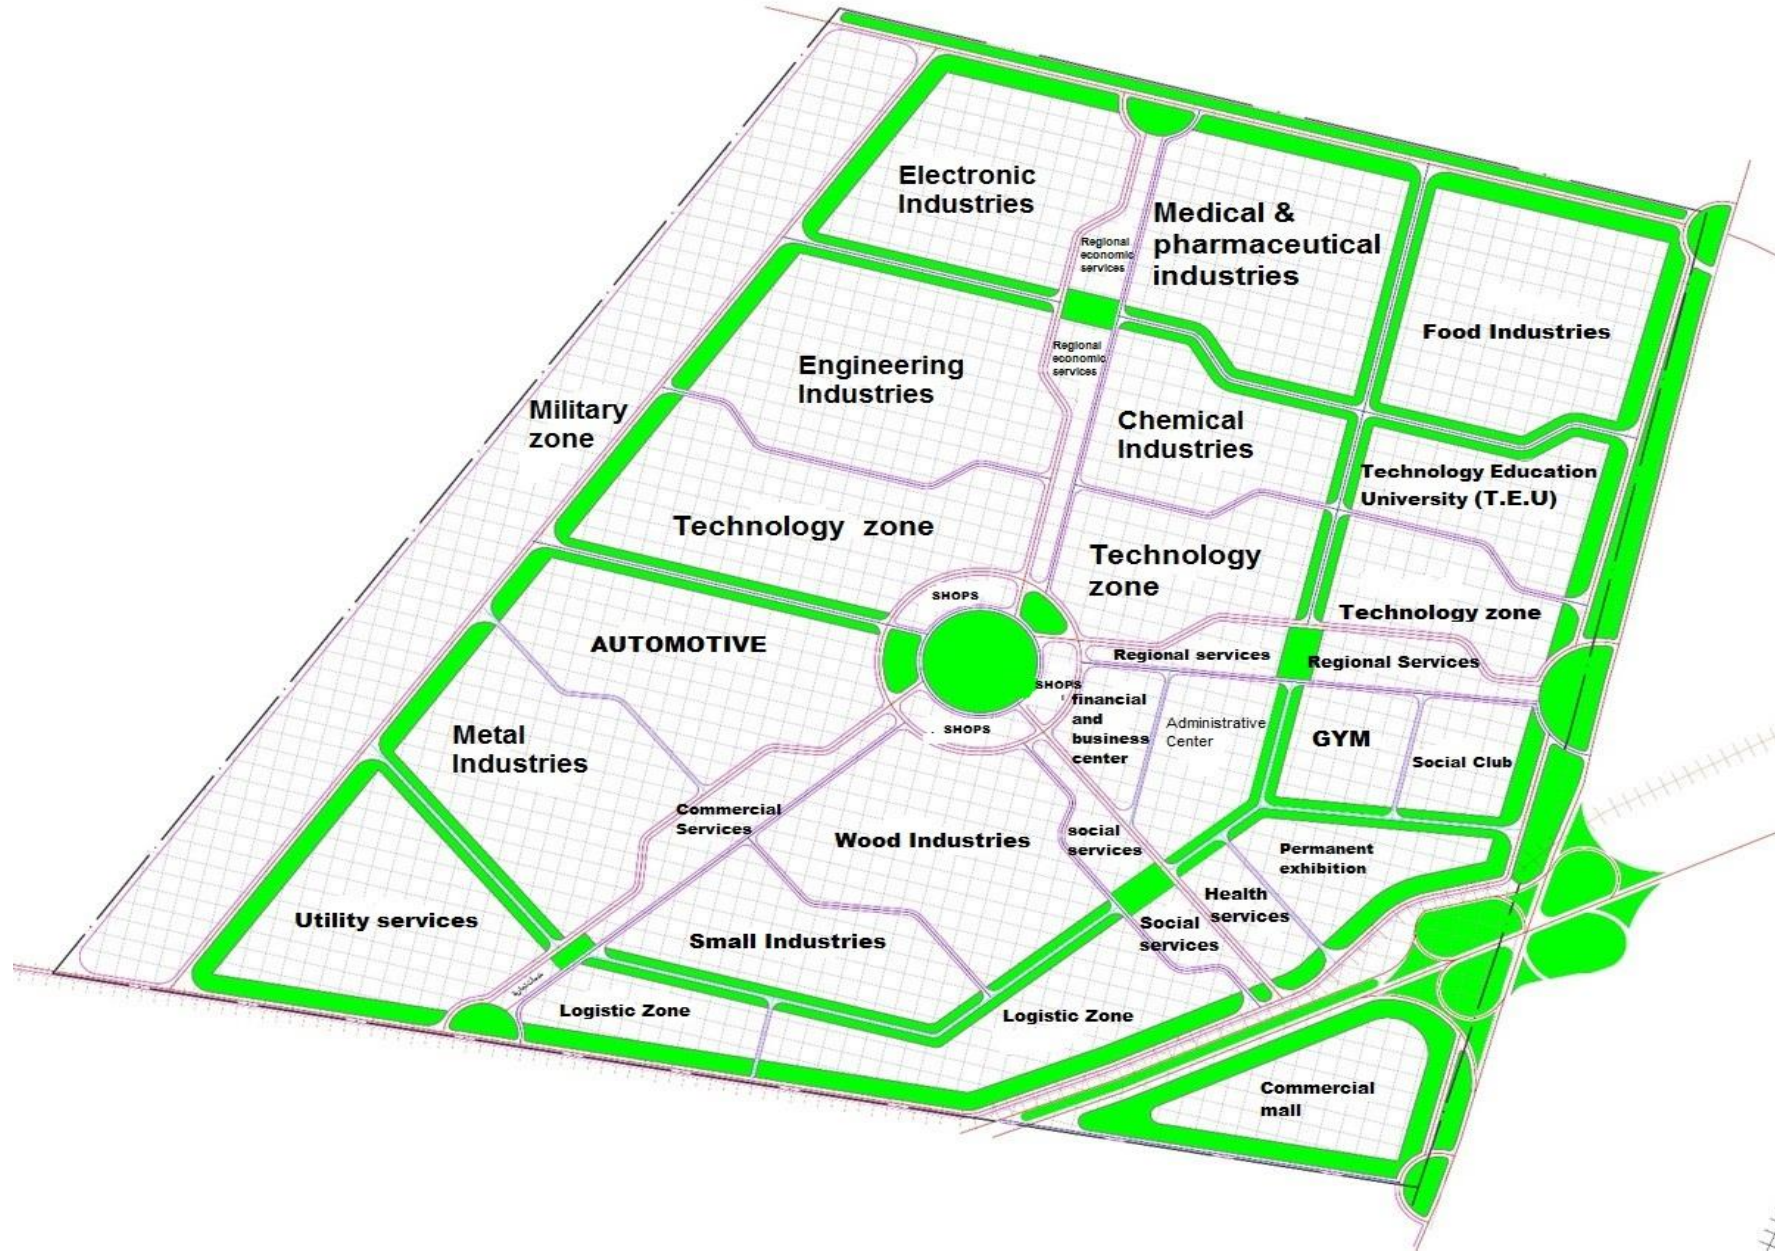 Electronic
Industries
Medical &
pharmaceutical
industries
Regional
economic
services
Food Industries
Regional
economic
services
Engineering
Industries
Military
zone
Chemical
Industries
Technology Education
University (T.E.U)
Technology zone
Technology
zone
Technology zone
SHOPS
AUTOMOTIVE
Regional services
Regional Services
SHOPS
financial
and
business
center
Administrative
Center
SHOPS
GYM
Social Club
Metal
Industries
Commercial
Services
Wood Industries
social
services
Permanent
exhibition
Health
services
Utility services
Small Industries
Social
services
Logistic Zone
Logistic Zone
Commercial
mall